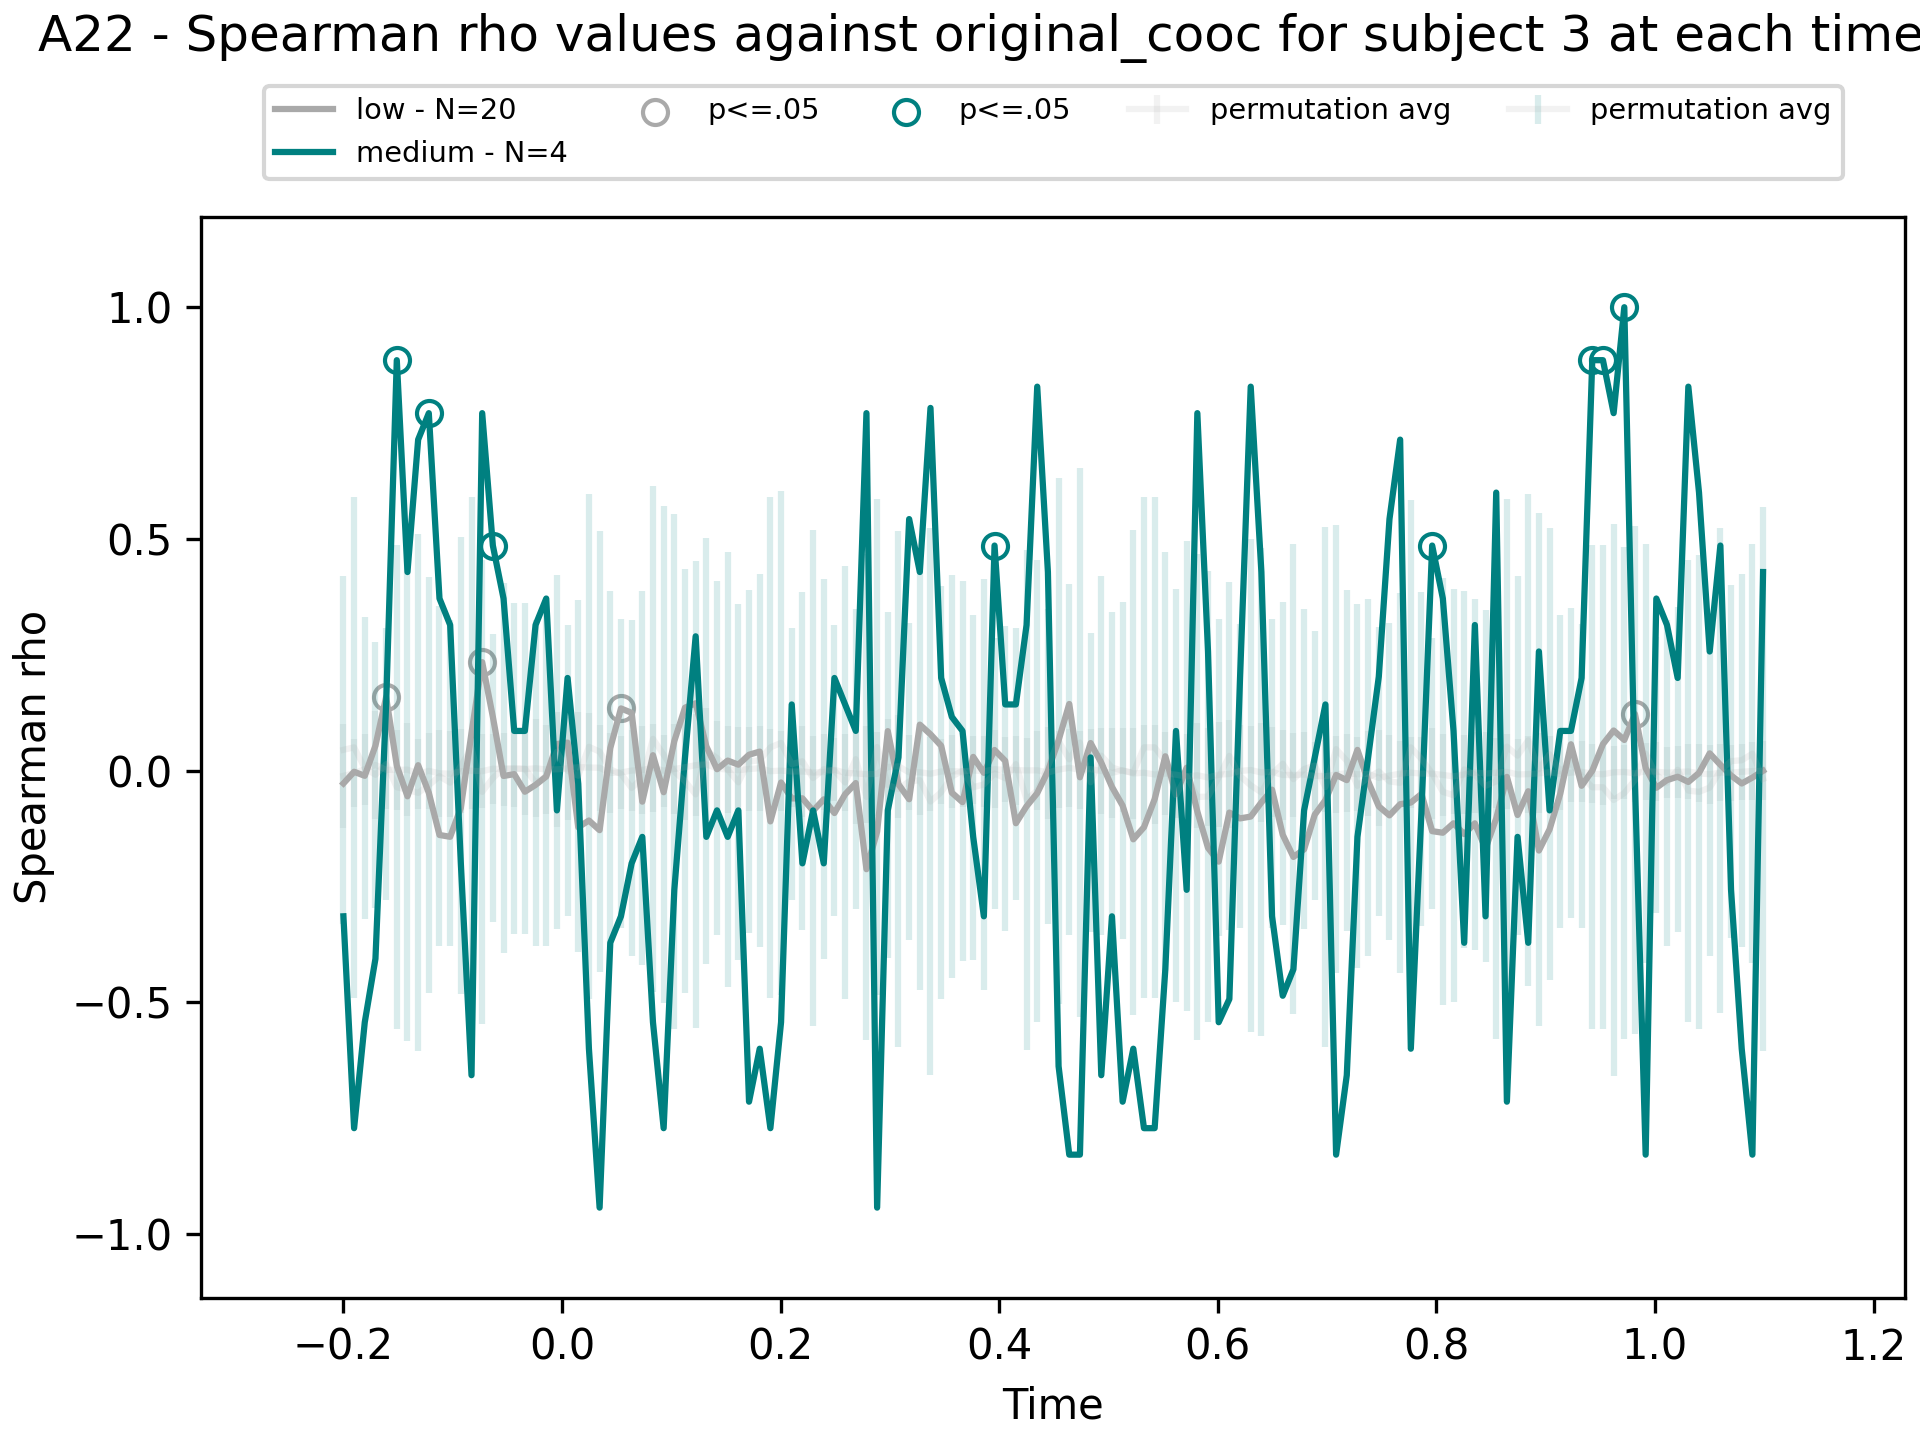 A22 - Spearman rho values against original_cooc for subject 3 at each time
low - N=20
medium - N=4
p<=.05
p<=.05
permutation avg
permutation avg
1.0
0.5
0.0
−0.5
−1.0
Spearman rho
−0.2 0.0 0.2 0.4 0.6 0.8 1.0 1.2
Time